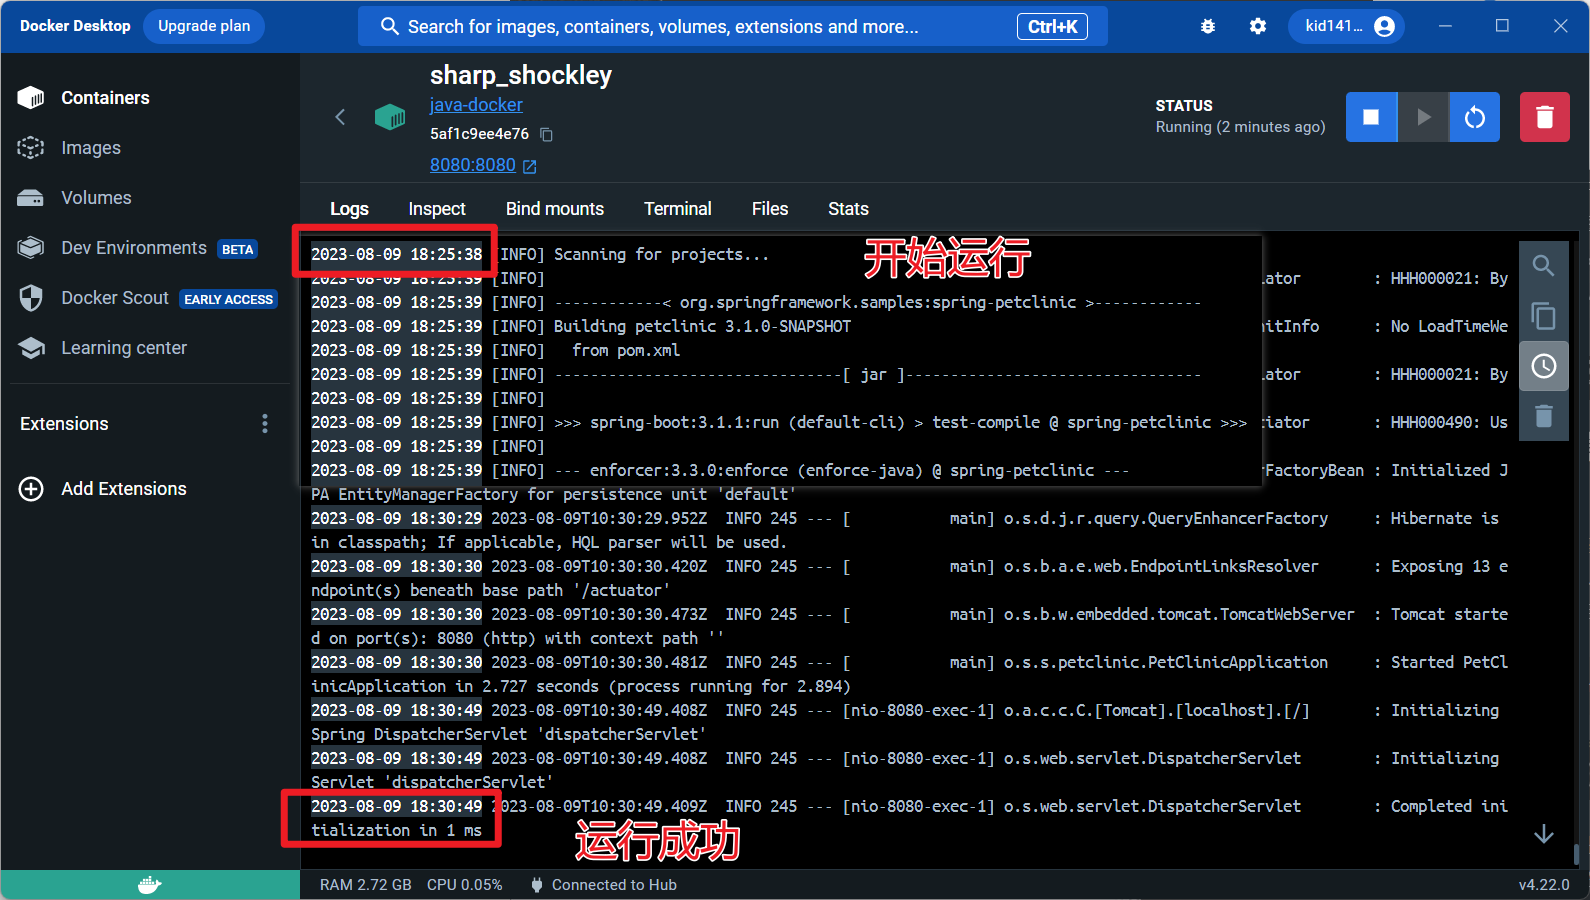 Docker Desktop
Upgrade plan
Search for images, containers, volumes, extensions and more...
Ctrl+K
kid141...
Containers
Images
Volumes
Dev Environments BETA
Docker Scout EARLY ACCESS
Learning center
Extensions
Add Extensions
sharp_shockley
java-docker
5af1c9ee4e76
8080:8080
STATUS
Running (2 minutes ago)
Logs Inspect Bind mounts Terminal Files Stats
开始运行
2023-08-09 18:25:38 [INFO] Scanning for projects...
2023-08-09 18:25:39 [INFO] iator : HHH000021: By
2023-08-09 18:25:39 [INFO] ------------< org.springframework.samples:spring-petclinic >------------
2023-08-09 18:25:39 [INFO] Building petclinic 3.1.0-SNAPSHOT nitInfo : No LoadTimeWe
2023-08-09 18:25:39 [INFO] from pom.xml
2023-08-09 18:25:39 [INFO] --------------------------------[ jar ]--------------------------------- iator : HHH000021: By
2023-08-09 18:25:39 [INFO]
2023-08-09 18:25:39 [INFO] >>> spring-boot:3.1.1:run (default-cli) > test-compile @ spring-petclinic >>> iator : HHH000490: Us
2023-08-09 18:25:39 [INFO]
2023-08-09 18:25:39 [INFO] --- enforcer:3.3.0:enforce (enforce-java) @ spring-petclinic --- rFactoryBean : Initialized J
PA EntityManagerFactory for persistence unit 'default'
2023-08-09 18:30:29 2023-08-09T10:30:29.952Z INFO 245 --- [ main] o.s.d.j.r.query.QueryEnhancerFactory : Hibernate is
in classpath; If applicable, HQL parser will be used.
2023-08-09 18:30:30 2023-08-09T10:30:30.420Z INFO 245 --- [ main] o.s.b.a.e.web.EndpointLinksResolver : Exposing 13 e
ndpoint(s) beneath base path '/actuator'
2023-08-09 18:30:30 2023-08-09T10:30:30.473Z INFO 245 --- [ main] o.s.b.w.embedded.tomcat.TomcatWebServer : Tomcat starte
d on port(s): 8080 (http) with context path ''
2023-08-09 18:30:30 2023-08-09T10:30:30.481Z INFO 245 --- [ main] o.s.s.petclinic.PetClinicApplication : Started PetCl
inicApplication in 2.727 seconds (process running for 2.894)
2023-08-09 18:30:49 2023-08-09T10:30:49.408Z INFO 245 --- [nio-8080-exec-1] o.a.c.c.C.[Tomcat].[localhost].[/] : Initializing
Spring DispatcherServlet 'dispatcherServlet'
2023-08-09 18:30:49 2023-08-09T10:30:49.408Z INFO 245 --- [nio-8080-exec-1] o.s.web.servlet.DispatcherServlet : Initializing
Servlet 'dispatcherServlet'
2023-08-09 18:30:49 2023-08-09T10:30:49.409Z INFO 245 --- [nio-8080-exec-1] o.s.web.servlet.DispatcherServlet : Completed ini
tialization in 1 ms
运行成功
RAM 2.72 GB CPU 0.05% Connected to Hub
v4.22.0